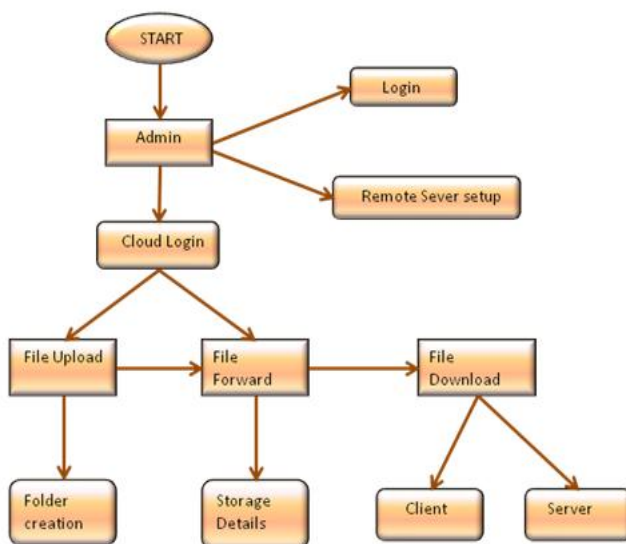 START
Login
Admin
Remote Sever setup
Cloud Login
File Upload
File
Forward
File
Download
Folder
creation
Storage
Details
Client
Server